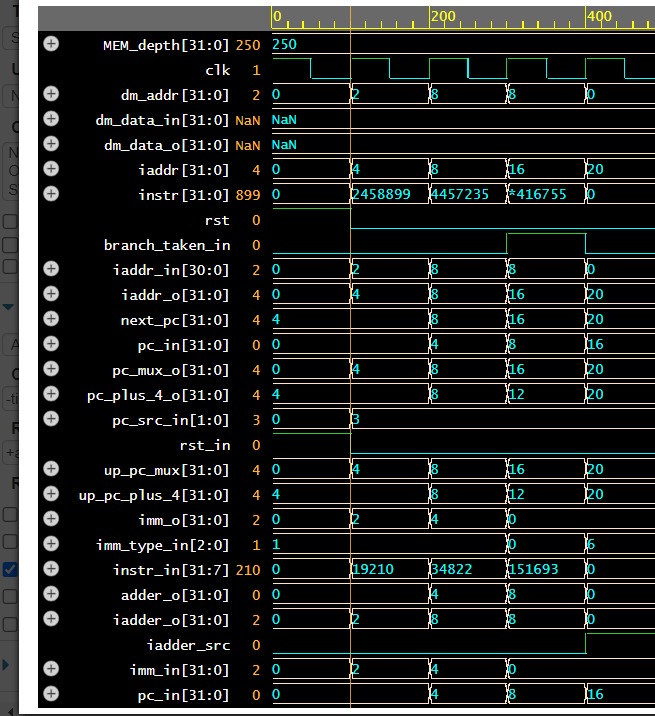 0 200 400
MEM_depth[31:0] 250 250
clk 1
dm_addr[31:0] 2 0 2 8 8 0
dm_data_in[31:0] NaN NaN
dm_data_o[31:0] NaN NaN
iaddr[31:0] 4 0 4 8 16 20
instr[31:0] 899 0 2458899 4457235 *416755 0
rst 0
branch_taken_in 0
iaddr_in[30:0] 2 0 2 8 8 0
iaddr_o[31:0] 4 0 4 8 16 20
next_pc[31:0] 4 4 8 16 20
pc_in[31:0] 0 0 4 8 16
pc_mux_o[31:0] 4 0 4 8 16 20
pc_plus_4_o[31:0] 4 4 8 12 20
pc_src_in[1:0] 3 0 3
rst_in 0
up_pc_mux[31:0] 4 0 4 8 16 20
up_pc_plus_4[31:0] 4 4 8 12 20
imm_o[31:0] 2 0 2 4 0
imm_type_in[2:0] 1 1 0 6
instr_in[31:7] 210 0 19210 34822 151693 0
adder_o[31:0] 0 0 4 8 0
iadder_o[31:0] 2 0 2 8 8 0
iadder_src 0
imm_in[31:0] 2 0 2 4 0
pc_in[31:0] 0 0 4 8 16